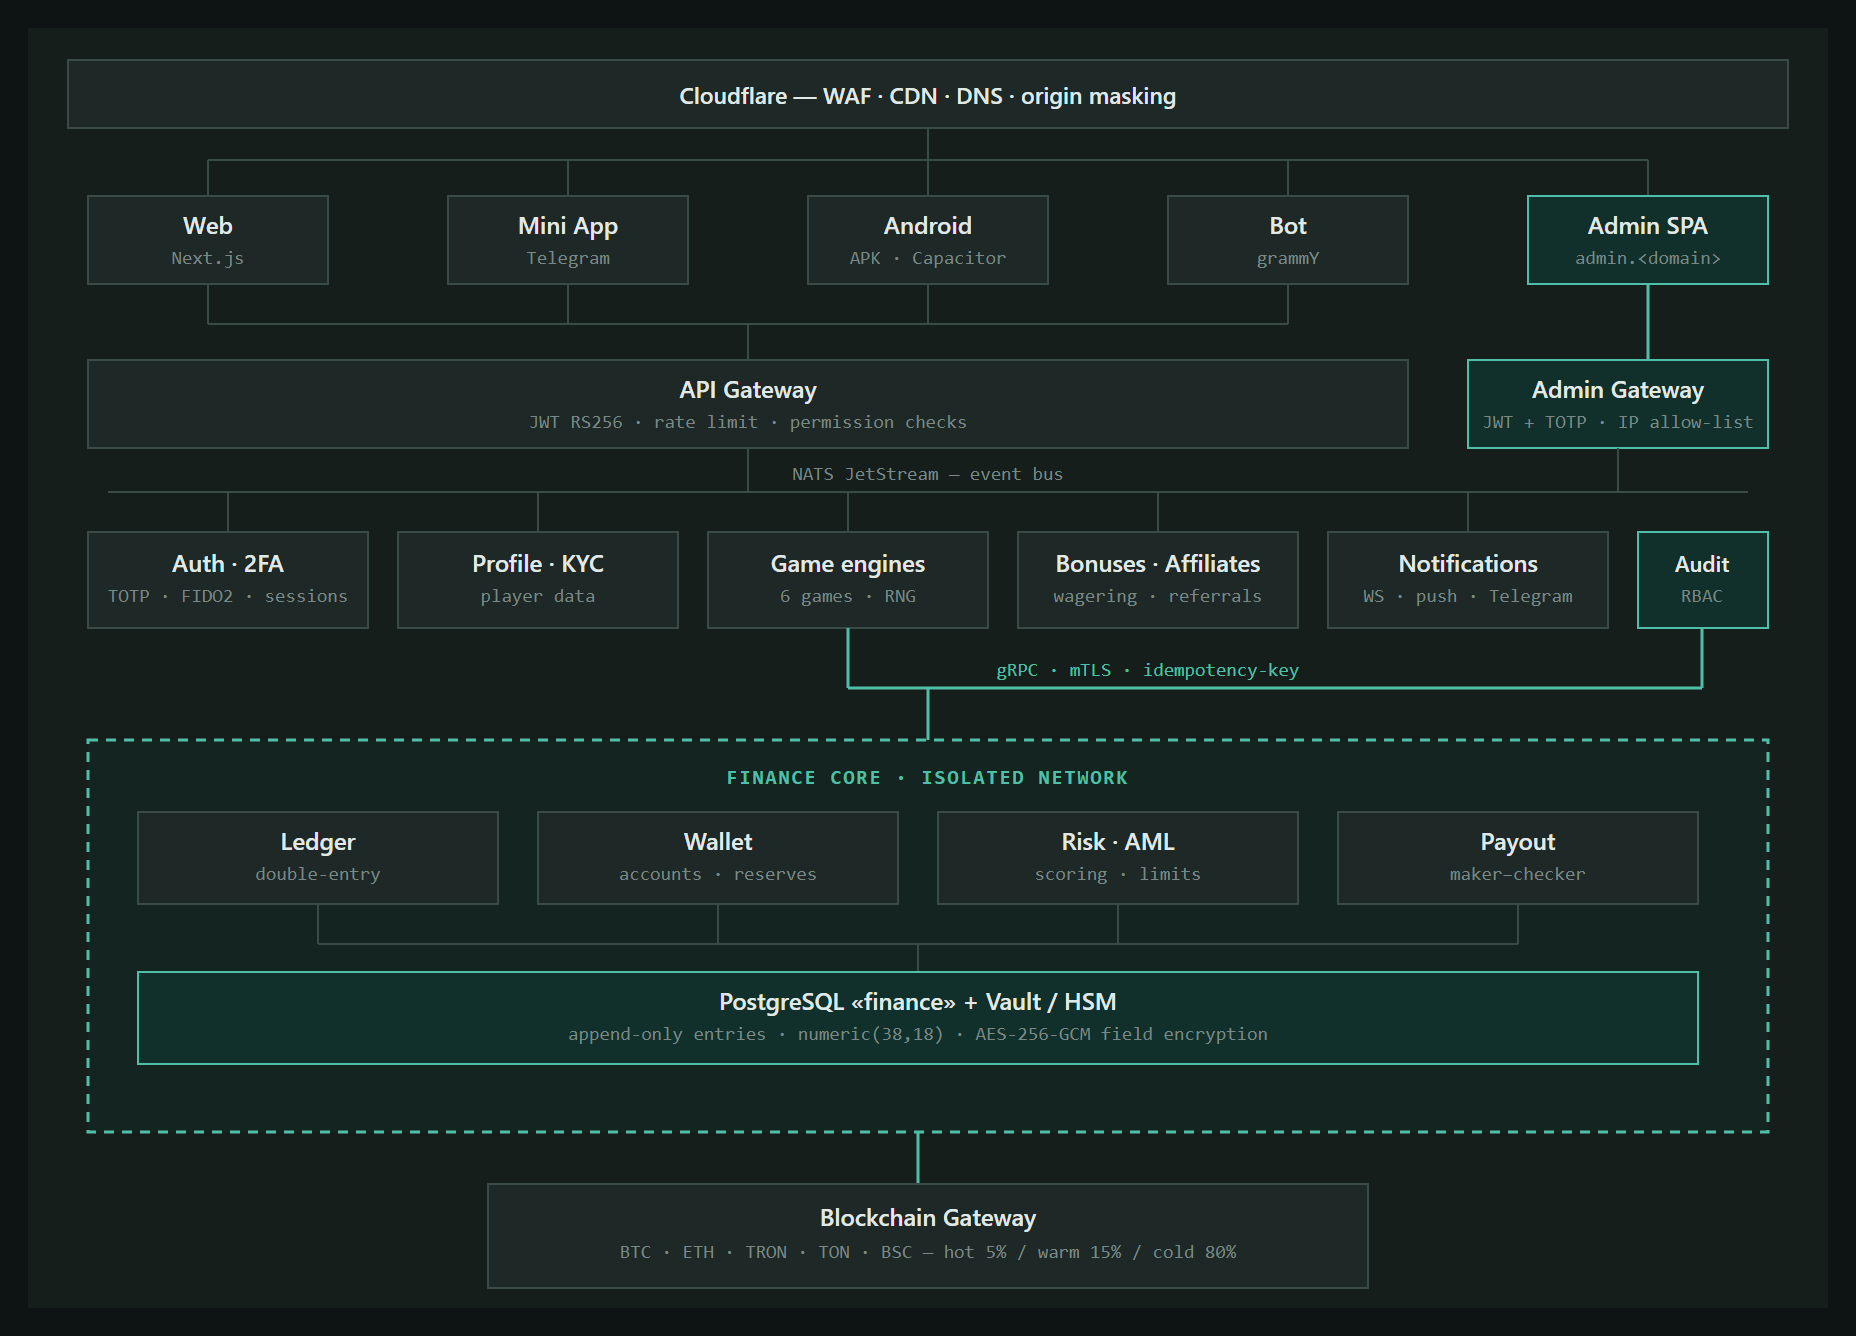 Cloudflare — WAF · CDN · DNS · origin masking
Web
Next.js
Mini App
Telegram
Android
APK · Capacitor
Bot
grammY
Admin SPA
admin.<domain>
API Gateway
JWT RS256 · rate limit · permission checks
Admin Gateway
JWT + TOTP · IP allow-list
NATS JetStream — event bus
Auth · 2FA
TOTP · FIDO2 · sessions
Profile · KYC
player data
Game engines
6 games · RNG
Bonuses · Affiliates
wagering · referrals
Notifications
WS · push · Telegram
Audit
RBAC
gRPC · mTLS · idempotency-key
FINANCE CORE · ISOLATED NETWORK
Ledger
double-entry
Wallet
accounts · reserves
Risk · AML
scoring · limits
Payout
maker–checker
PostgreSQL «finance» + Vault / HSM
append-only entries · numeric(38,18) · AES-256-GCM field encryption
Blockchain Gateway
BTC · ETH · TRON · TON · BSC — hot 5% / warm 15% / cold 80%